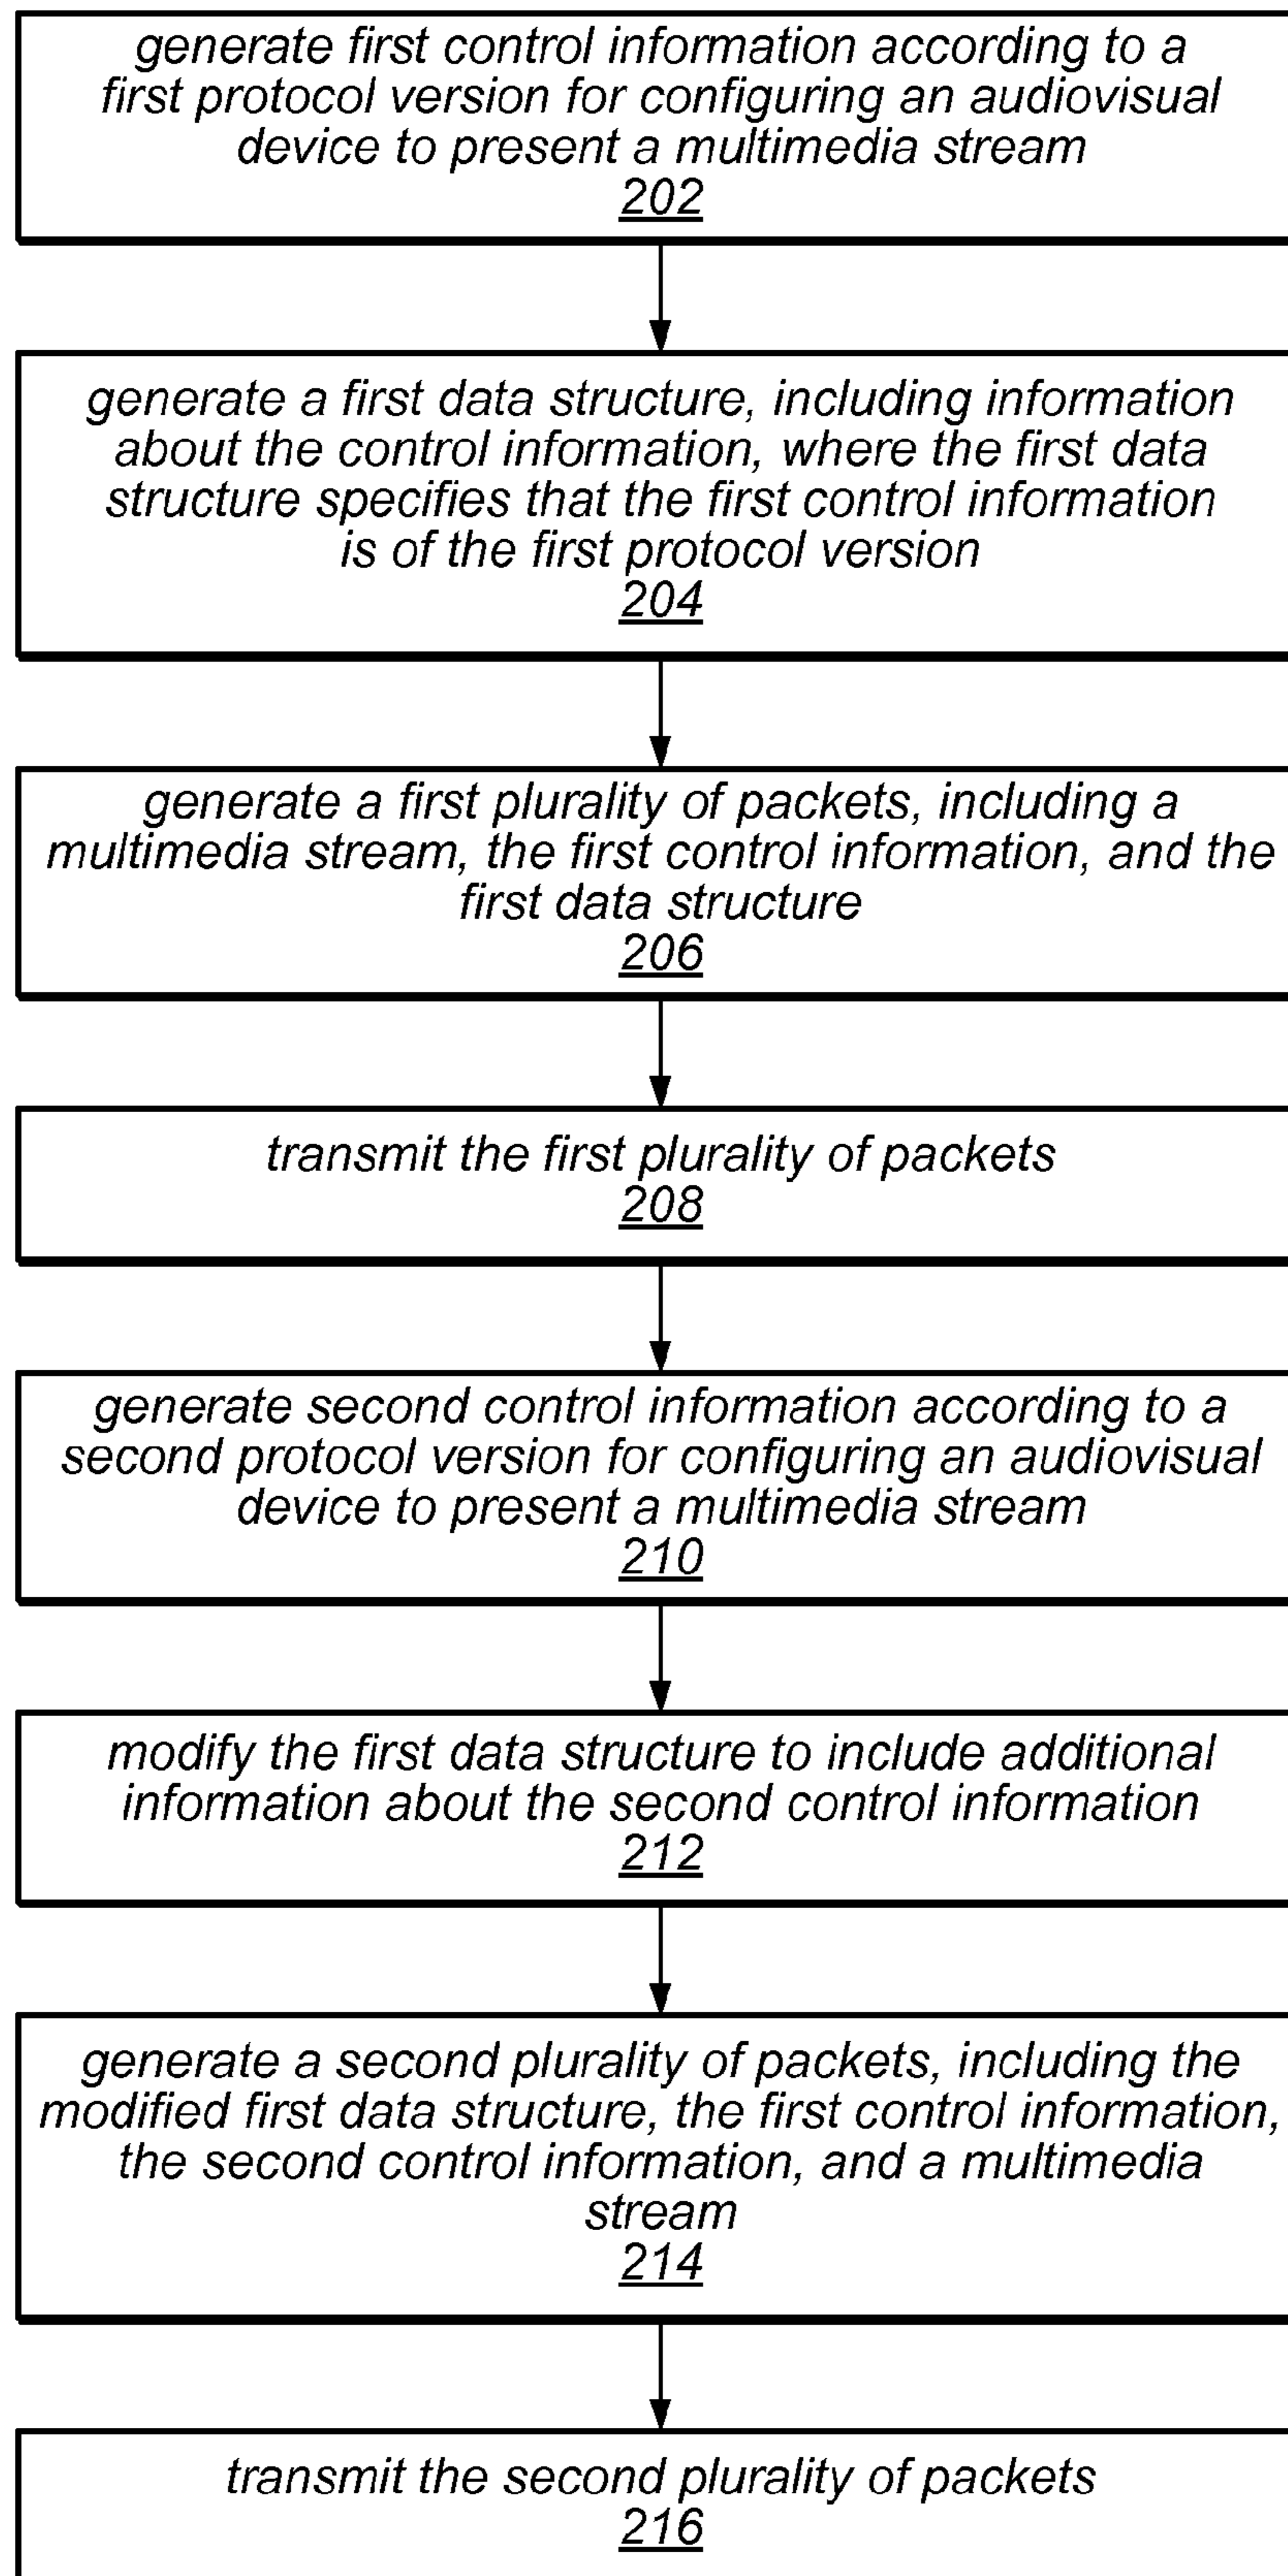 generate first control information according to a
first protocol version for configuring an audiovisual
device to present a multimedia stream
202
generate a first data structure, including information
about the control information, where the first data
structure specifies that the first control information
is of the first protocol version
204
generate a first plurality of packets, including a
multimedia stream, the first control information, and the
first data structure
206
transmit the first plurality of packets
208
generate second control information according to a
second protocol version for configuring an audiovisual
device to present a multimedia stream
210
modify the first data structure to include additional
information about the second control information
212
generate a second plurality of packets, including the
modified first data structure, the first control information,
the second control information, and a multimedia
stream
214
transmit the second plurality of packets
216